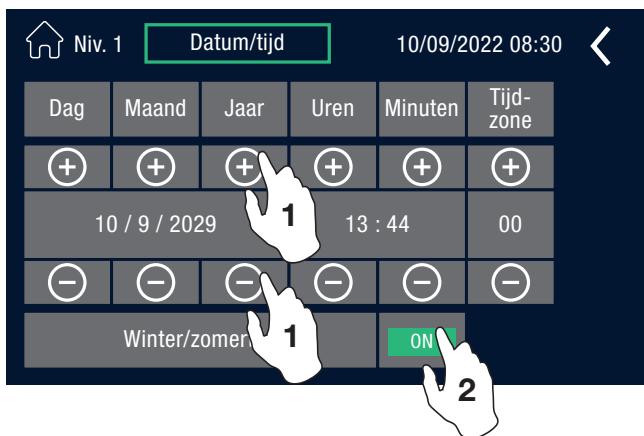 Niv. 1 Datum/tijd 10/09/2022 08:30
Dag Maand Jaar Uren Minuten Tijd-
zone
+ + + + + +
10 / 9 / 2029 1 13 : 44 00
- - - - - -
Winter/zomer 1 ON
2